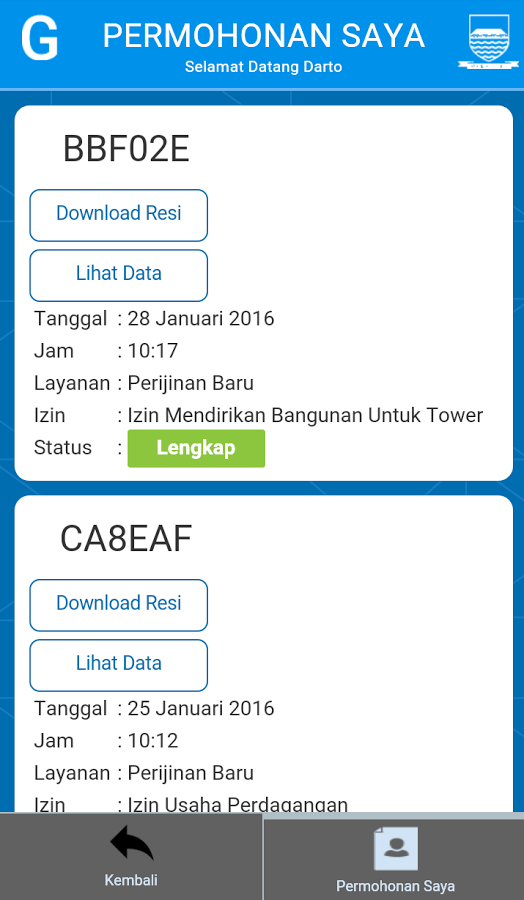 G
PERMOHONAN SAYA
Selamat Datang Darto
BBF02E
Download Resi
Lihat Data
Tanggal : 28 Januari 2016
Jam : 10:17
Layanan : Perijinan Baru
Izin : Izin Mendirikan Bangunan Untuk Tower
Status : Lengkap
CA8EAF
Download Resi
Lihat Data
Tanggal : 25 Januari 2016
Jam : 10:12
Layanan : Perijinan Baru
Izin : Izin Usaha Perdagangan
Kembali
Permohonan Saya